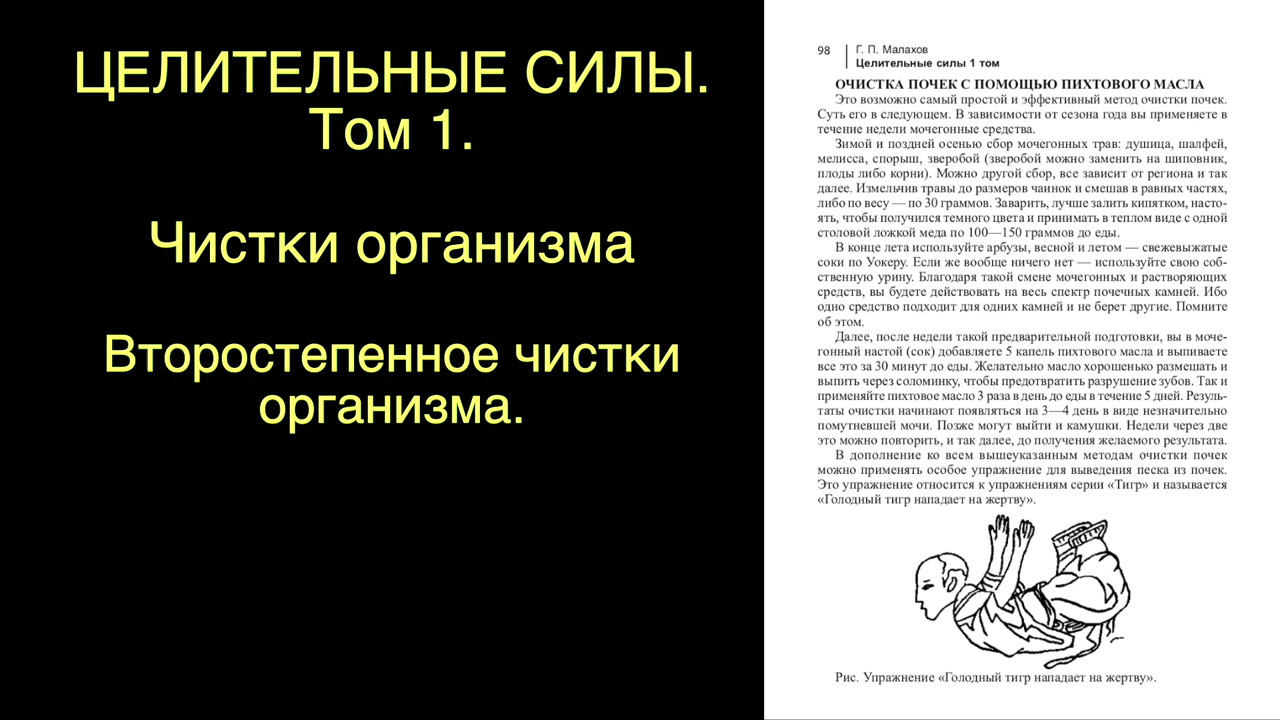 ЦЕЛИТЕЛЬНЫЕ СИЛЫ.
Том 1.
Чистки организма
Второстепенное чистки
организма.
98
Г. П. Малахов
Целительные силы 1 том
ОЧИСТКА ПОЧЕК С ПОМОЩЬЮ ПИХТОВОГО МАСЛА
Это возможно самый простой и эффективный метод очистки почек.
Суть его в следующем. В зависимости от сезона года вы применяете в
течение недели мочегонные средства.
Зимой и поздней осенью сбор мочегонных трав: душица, шалфей,
мелисса, спорыш, зверобой (зверобой можно заменить на шиповник,
плоды либо корни). Можно другой сбор, все зависит от региона и так
далее. Измельчив травы до размеров чаинок и смешав в равных частях,
либо по весу — по 30 граммов. Заварить, лучше залить кипятком, насто-
ять, чтобы получился темного цвета и принимать в теплом виде с одной
столовой ложкой меда по 100—150 граммов до еды.
В конце лета используйте арбузы, весной и летом — свежевыжатые
соки по Уокеру. Если же вообще ничего нет — используйте свою соб-
ственную урину. Благодаря такой смене мочегонных и растворяющих
средств, вы будете действовать на весь спектр почечных камней. Ибо
одно средство подходит для одних камней и не берет другие. Помните
об этом.
Далее, после недели такой предварительной подготовки, вы в моче-
гонный настой (сок) добавляете 5 капель пихтового масла и выпиваете
все это за 30 минут до еды. Желательно масло хорошенько размешать и
выпить через соломинку, чтобы предотвратить разрушение зубов. Так и
применяйте пихтовое масло 3 раза в день до еды в течение 5 дней. Резуль-
таты очистки начинают появляться на 3—4 день в виде незначительно
помутневшей мочи. Позже могут выйти и камушки. Недели через две
это можно повторить, и так далее, до получения желаемого результата.
В дополнение ко всем вышеуказанным методам очистки почек
можно применять особое упражнение для выведения песка из почек.
Это упражнение относится к упражнениям серии «Тигр» и называется
«Голодный тигр нападает на жертву».
Рис. Упражнение «Голодный тигр нападает на жертву».